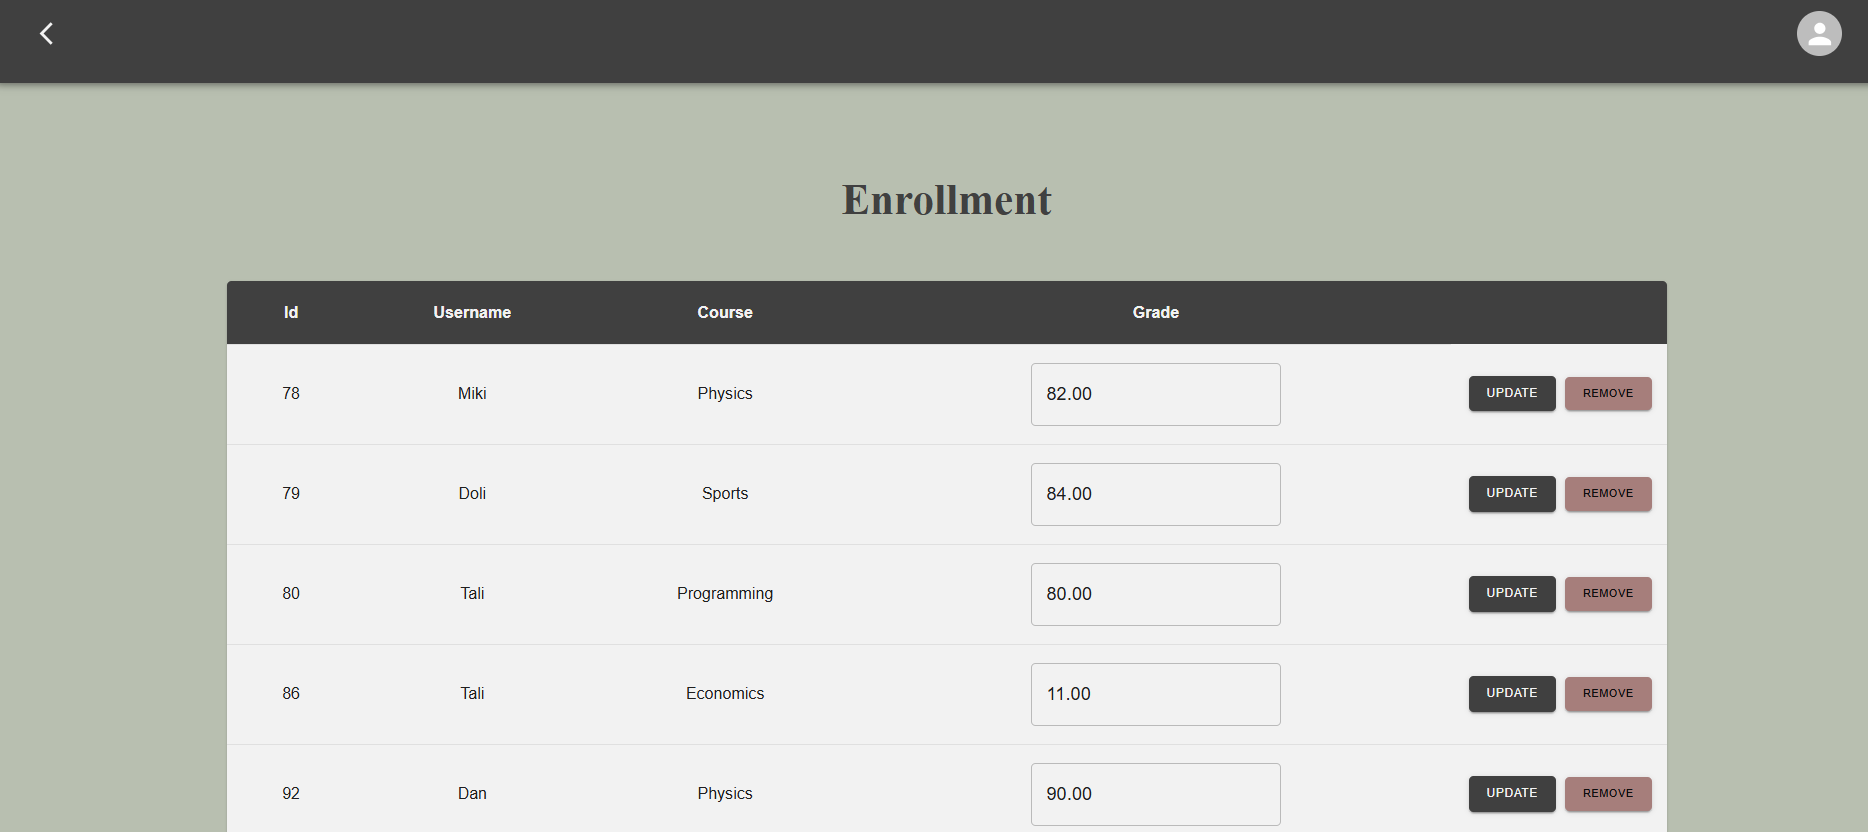 Enrollment
Id Username Course Grade
78 Miki Physics 82.00 UPDATE REMOVE
79 Doli Sports 84.00 UPDATE REMOVE
80 Tali Programming 80.00 UPDATE REMOVE
86 Tali Economics 11.00 UPDATE REMOVE
92 Dan Physics 90.00 UPDATE REMOVE